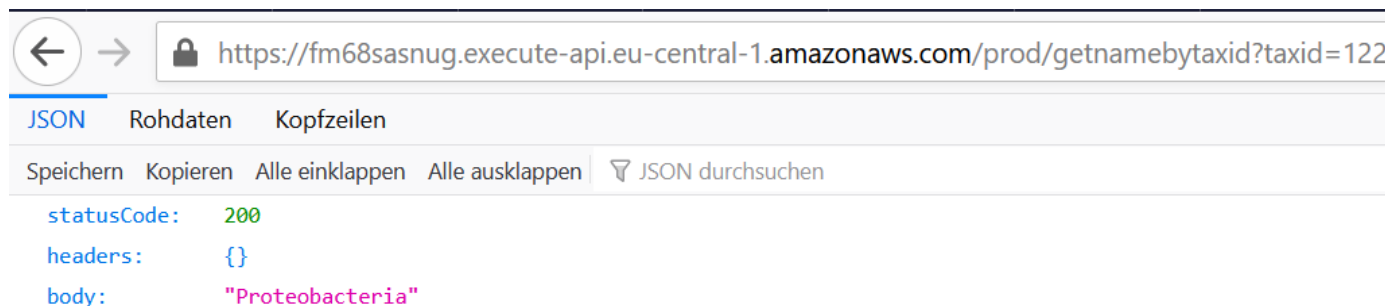 https://fm68sasnug.execute-api.eu-central-1.amazonaws.com/prod/getnamebytaxid?taxid=122
JSON Rohdaten Kopfzeilen
Speichern Kopieren Alle einklappen Alle ausklappen JSON durchsuchen
statusCode: 200
headers: {}
body: "Proteobacteria"